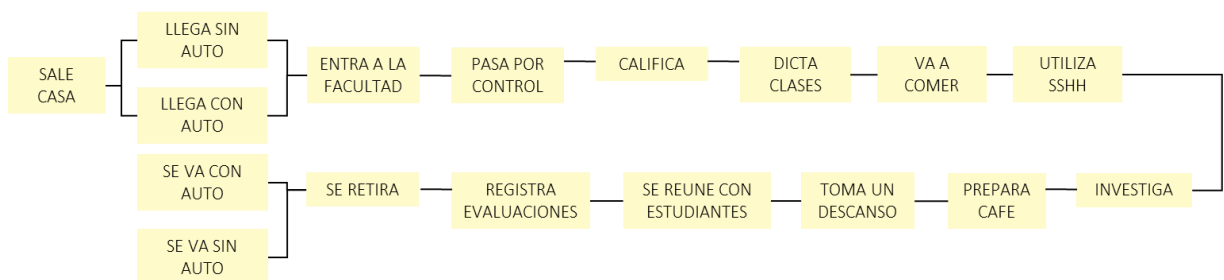 SALE
CASA
LLEGA SIN
AUTO
LLEGA CON
AUTO
ENTRA A LA
FACULTAD
PASA POR
CONTROL
CALIFICA
DICTA
CLASES
VA A
COMER
UTILIZA
SSHH
INVESTIGA
PREPARA
CAFE
TOMA UN
DESCANSO
SE REUNE CON
ESTUDIANTES
REGISTRA
EVALUACIONES
SE RETIRA
SE VA CON
AUTO
SE VA SIN
AUTO